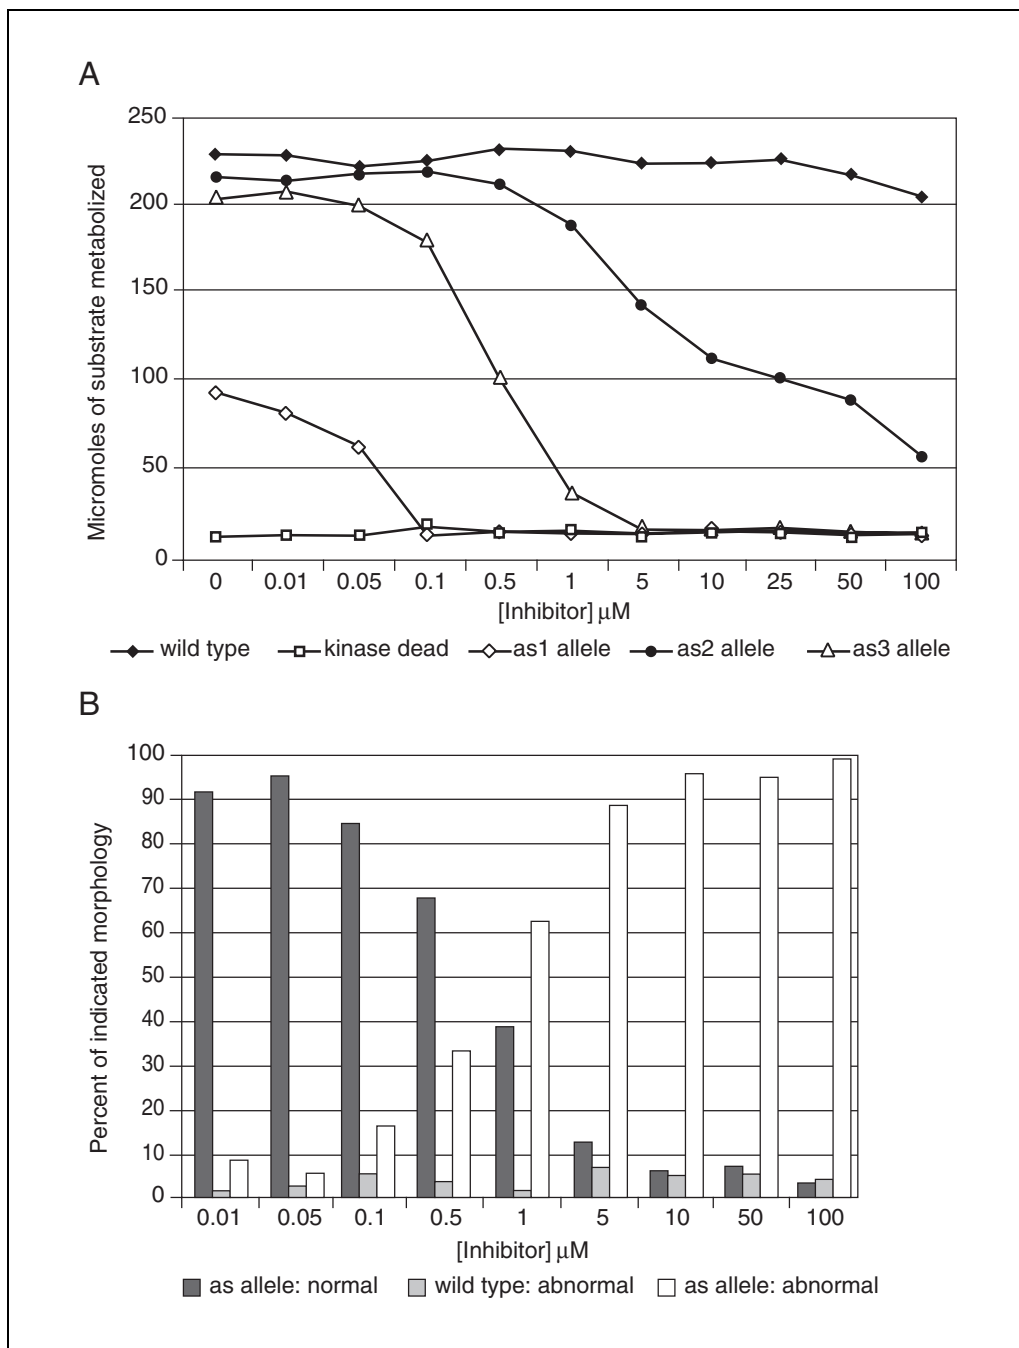 A
Micromoles of substrate metabolized
250
200
150
100
50
0
0 0.01 0.05 0.1 0.5 1 5 10 25 50 100
[Inhibitor] μM
wild type kinase dead as1 allele as2 allele as3 allele
B
Percent of indicated morphology
100
90
80
70
60
50
40
30
20
10
0
0.01 0.05 0.1 0.5 1 5 10 50 100
[Inhibitor] μM
as allele: normal wild type: abnormal as allele: abnormal